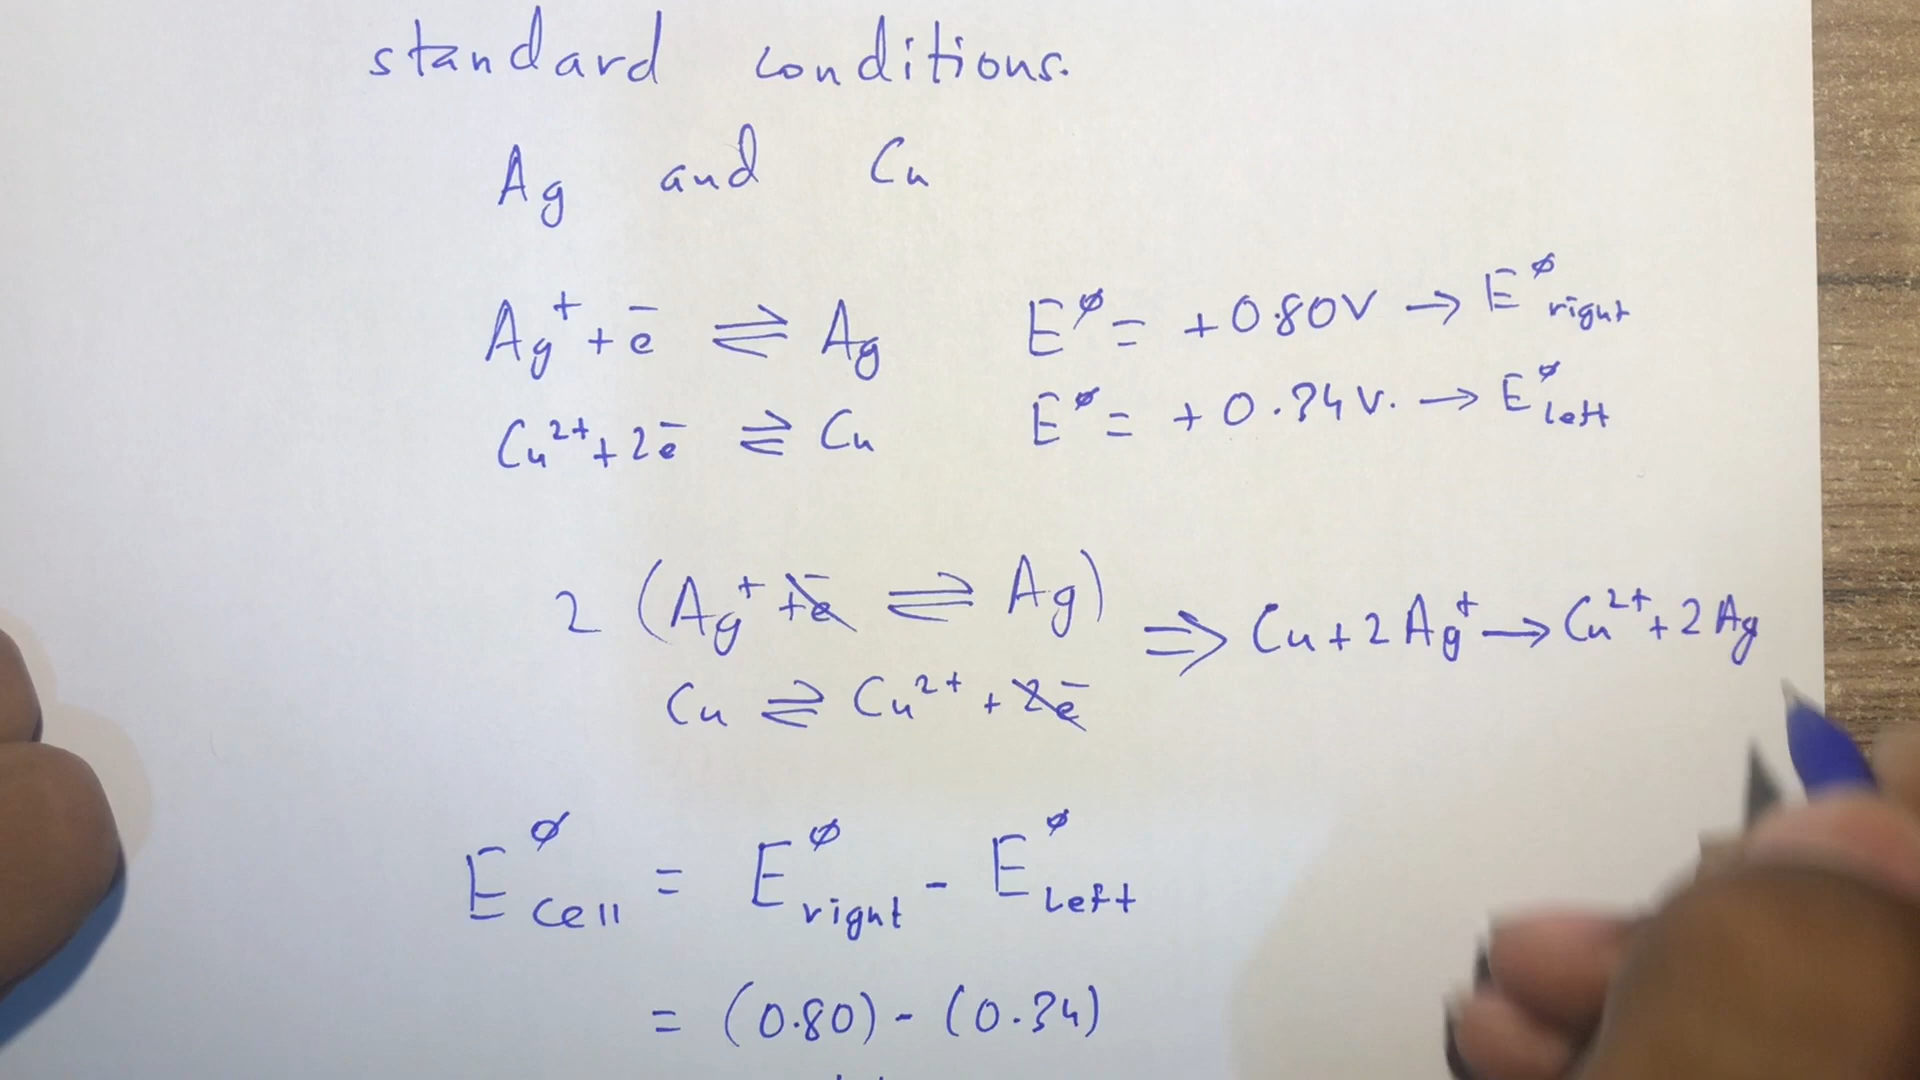 standard conditions.
Ag and Cu
Ag⁺ + e⁻ ⇌ Ag E^ø = +0.80V → E^ø right
Cu²⁺ + 2e⁻ ⇌ Cu E^ø = +0.34V. → E^ø left
2 (Ag⁺ + e⁻ ⇌ Ag) ⇒ Cu + 2Ag⁺ → Cu²⁺ + 2Ag
Cu ⇌ Cu²⁺ + 2e⁻
E^ø cell = E^ø right - E^ø left
= (0.80) - (0.34)